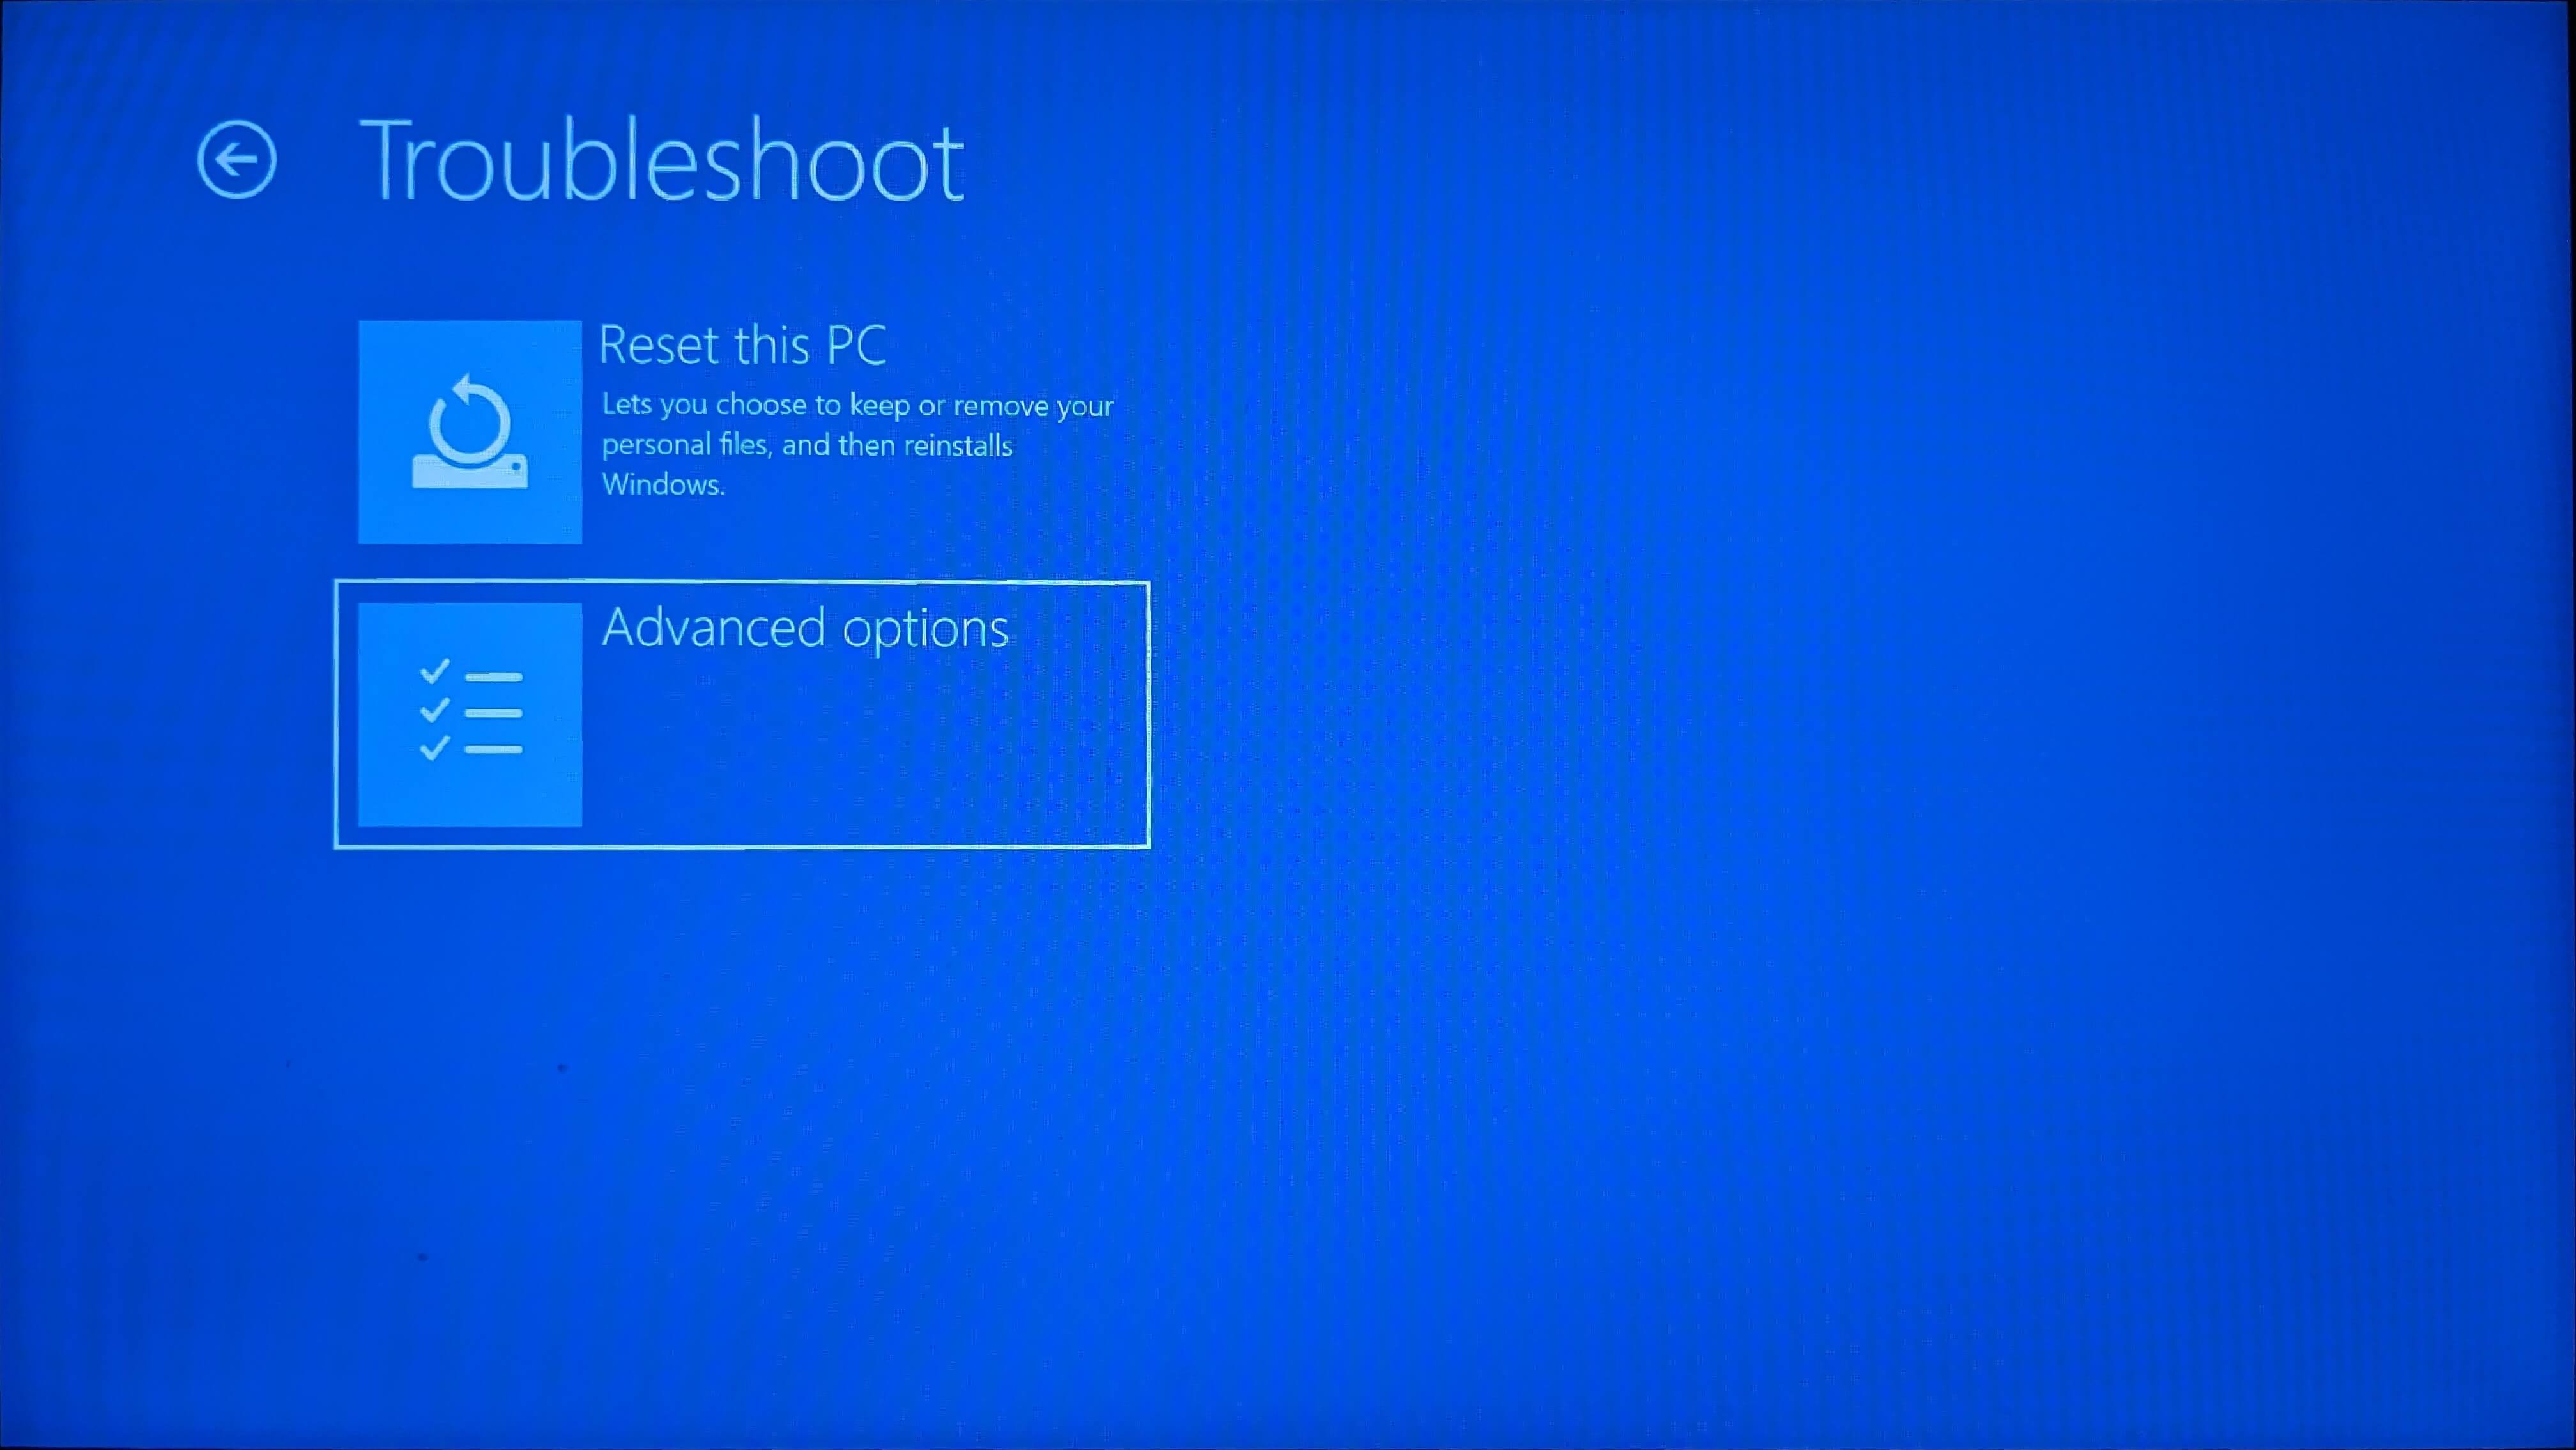 Troubleshoot
Reset this PC
Lets you choose to keep or remove your
personal files, and then reinstalls
Windows.
Advanced options